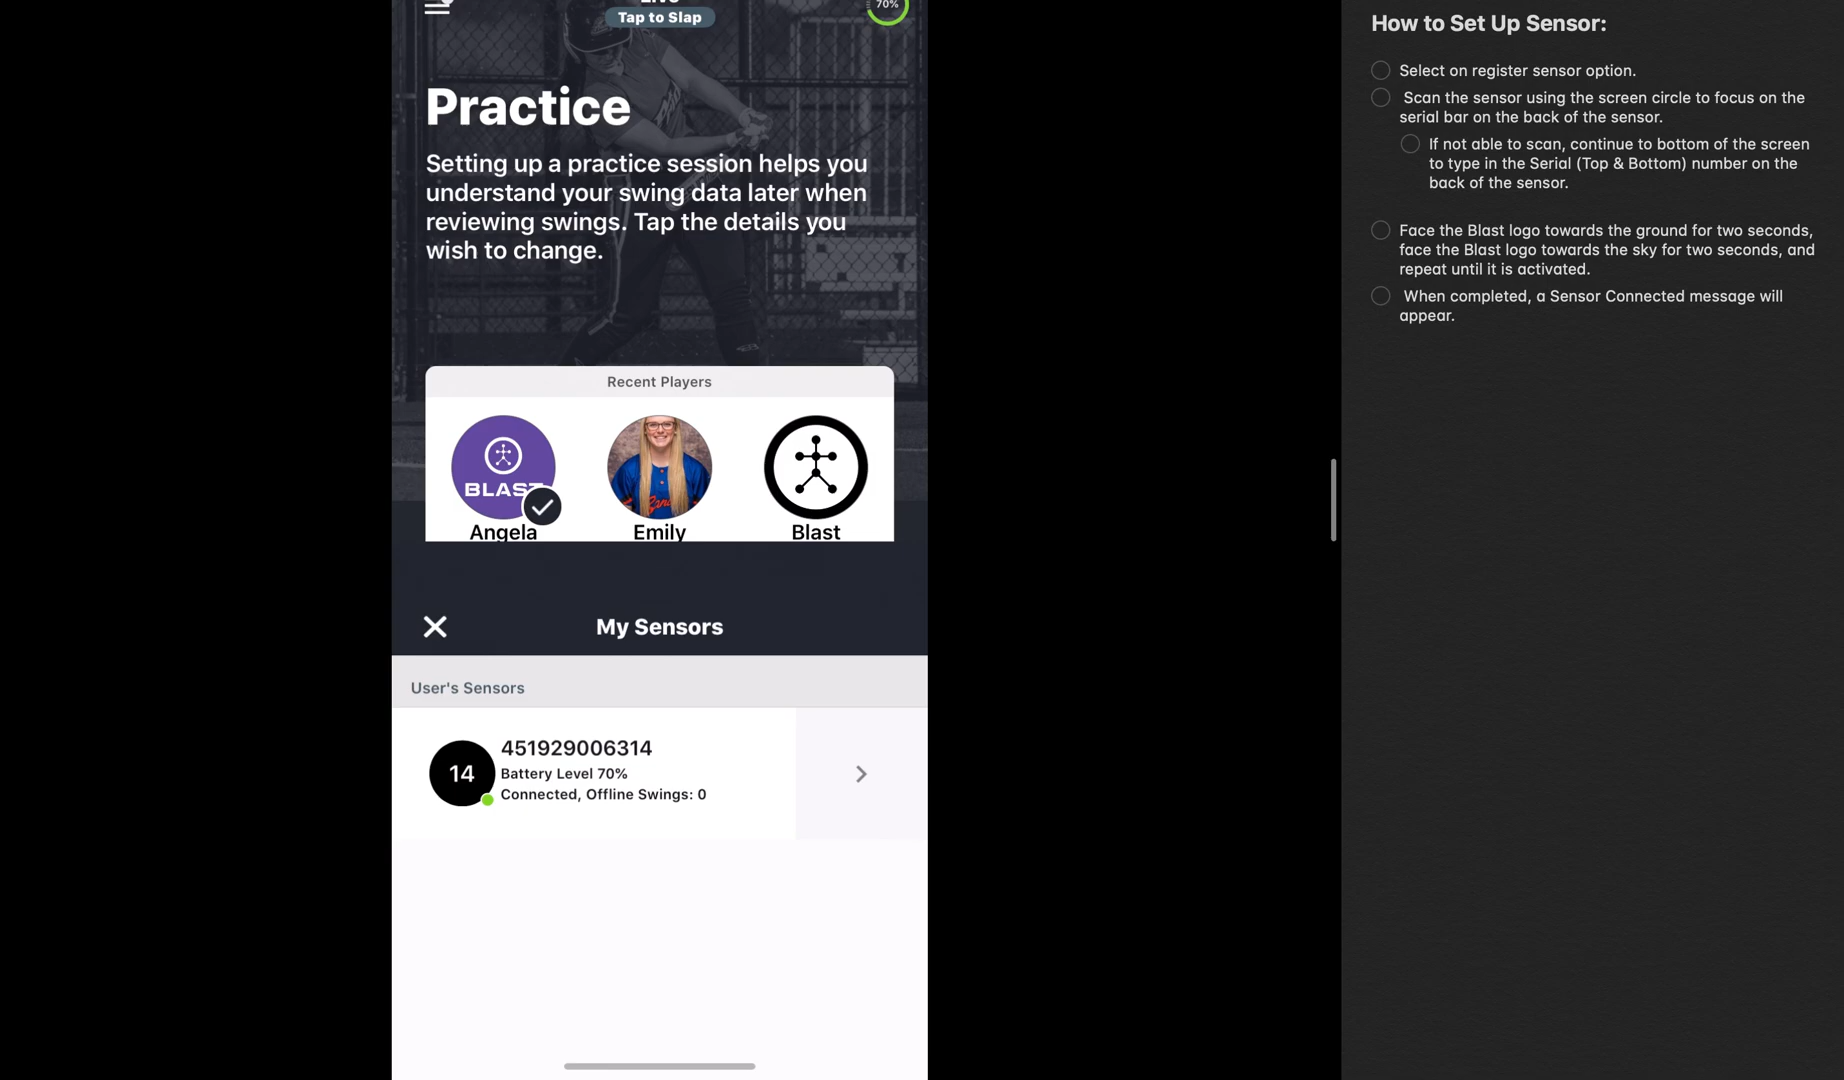 Tap to Slap
70%
Practice
Setting up a practice session helps you
understand your swing data later when
reviewing swings. Tap the details you
wish to change.
Recent Players
BLAST
Angela
Emily
Blast
My Sensors
User's Sensors
14
451929006314
Battery Level 70%
Connected, Offline Swings: 0
How to Set Up Sensor:
Select on register sensor option.
Scan the sensor using the screen circle to focus on the
serial bar on the back of the sensor.
If not able to scan, continue to bottom of the screen
to type in the Serial (Top & Bottom) number on the
back of the sensor.
Face the Blast logo towards the ground for two seconds,
face the Blast logo towards the sky for two seconds, and
repeat until it is activated.
When completed, a Sensor Connected message will
appear.